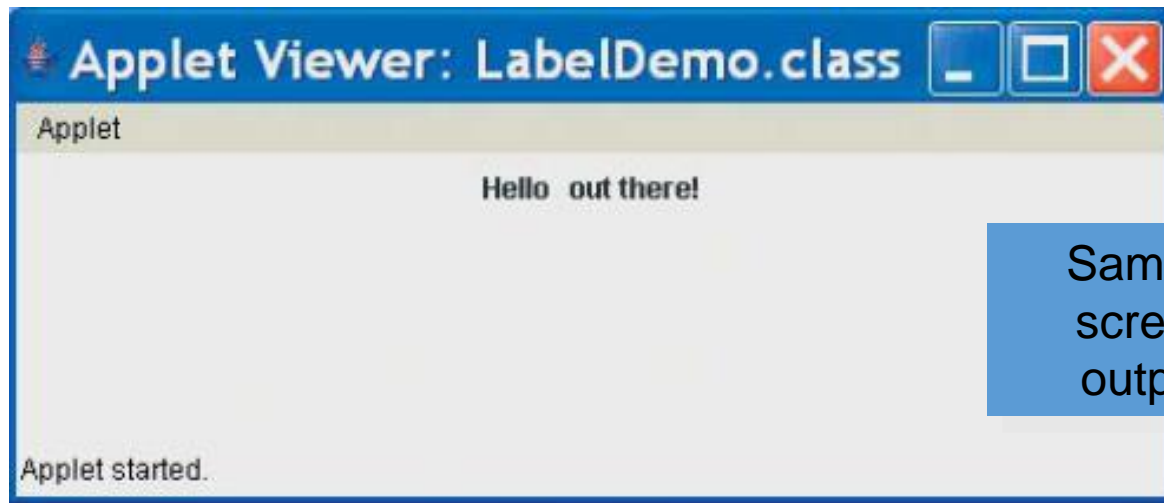 Applet Viewer: LabelDemo.class
Applet
Hello out there!
Sam
scre
outp
Applet started.